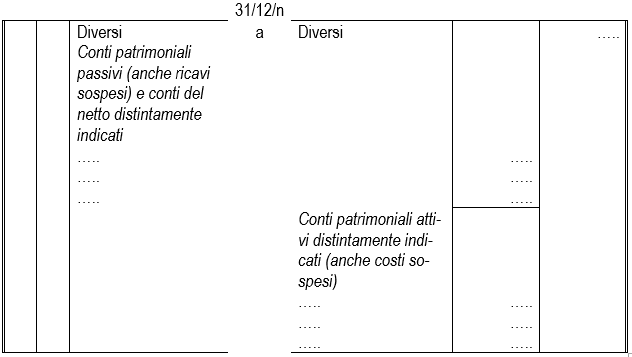 31/12/n
Diversi a Diversi …..
Conti patrimoniali
passivi (anche ricavi
sospesi) e conti del
netto distintamente
indicati
….. …..
….. …..
….. …..
Conti patrimoniali atti-
vi distintamente indi-
cati (anche costi so-
spesi)
….. …..
….. …..
….. …..